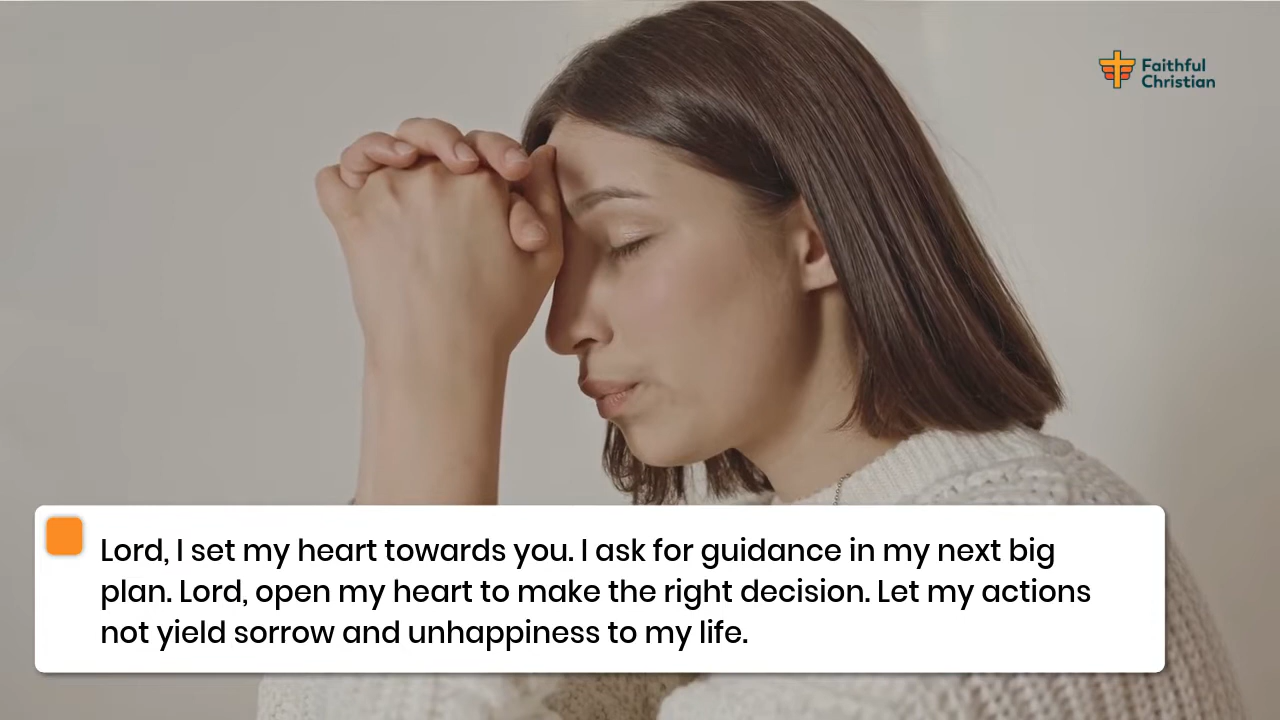 Faithful
Christian
Lord, I set my heart towards you. I ask for guidance in my next big
plan. Lord, open my heart to make the right decision. Let my actions
not yield sorrow and unhappiness to my life.